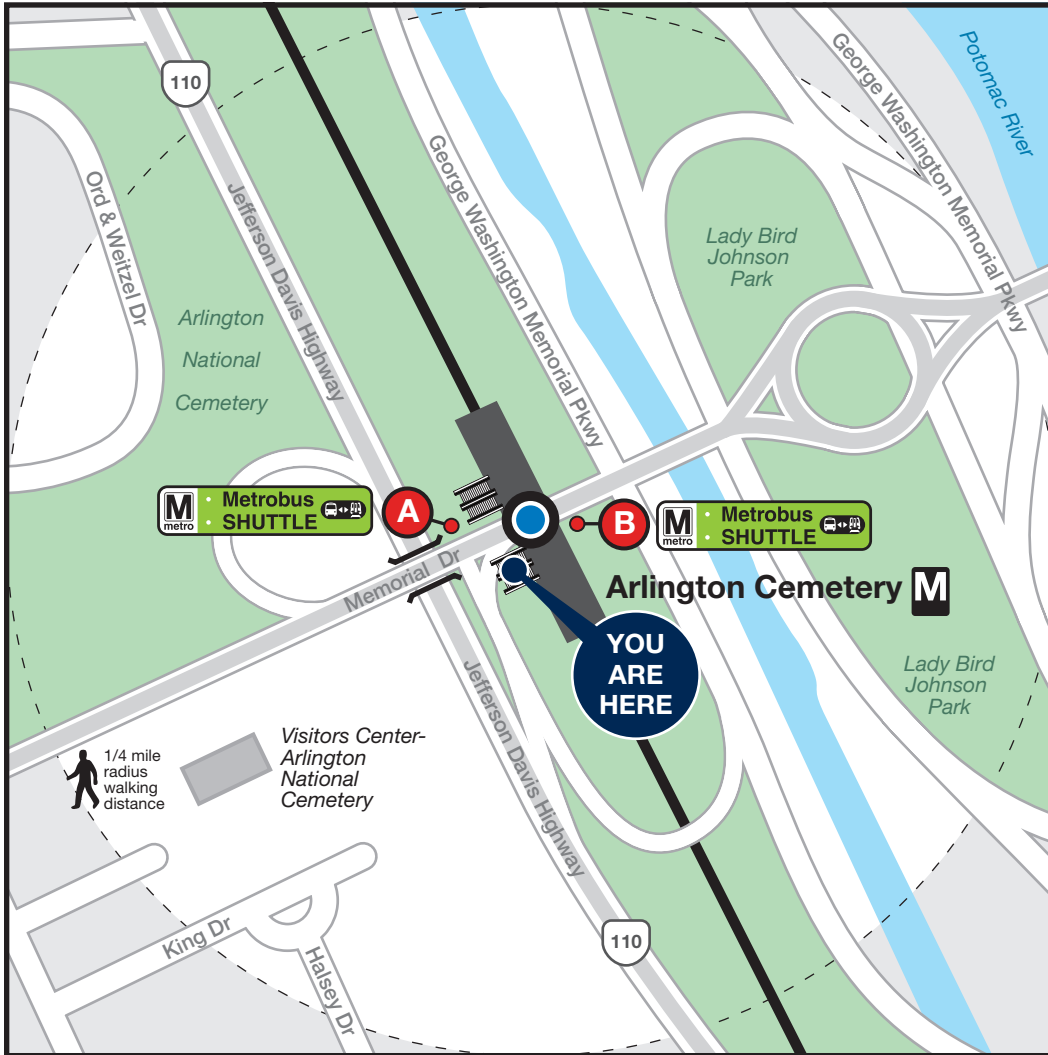 110
George Washington Memorial Pkwy
Potomac River
Ord & Weitzel Dr
Jefferson Davis Highway
George Washington Memorial Pkwy
Lady Bird
Johnson
Park
Arlington
National
Cemetery
M
metro
Metrobus
SHUTTLE
A
B
M
metro
Metrobus
SHUTTLE
Memorial Dr
Arlington Cemetery M
YOU
ARE
HERE
Lady Bird
Johnson
Park
Jefferson Davis Highway
1/4 mile
radius
walking
distance
Visitors Center-
Arlington
National
Cemetery
King Dr
Halsey Dr
110